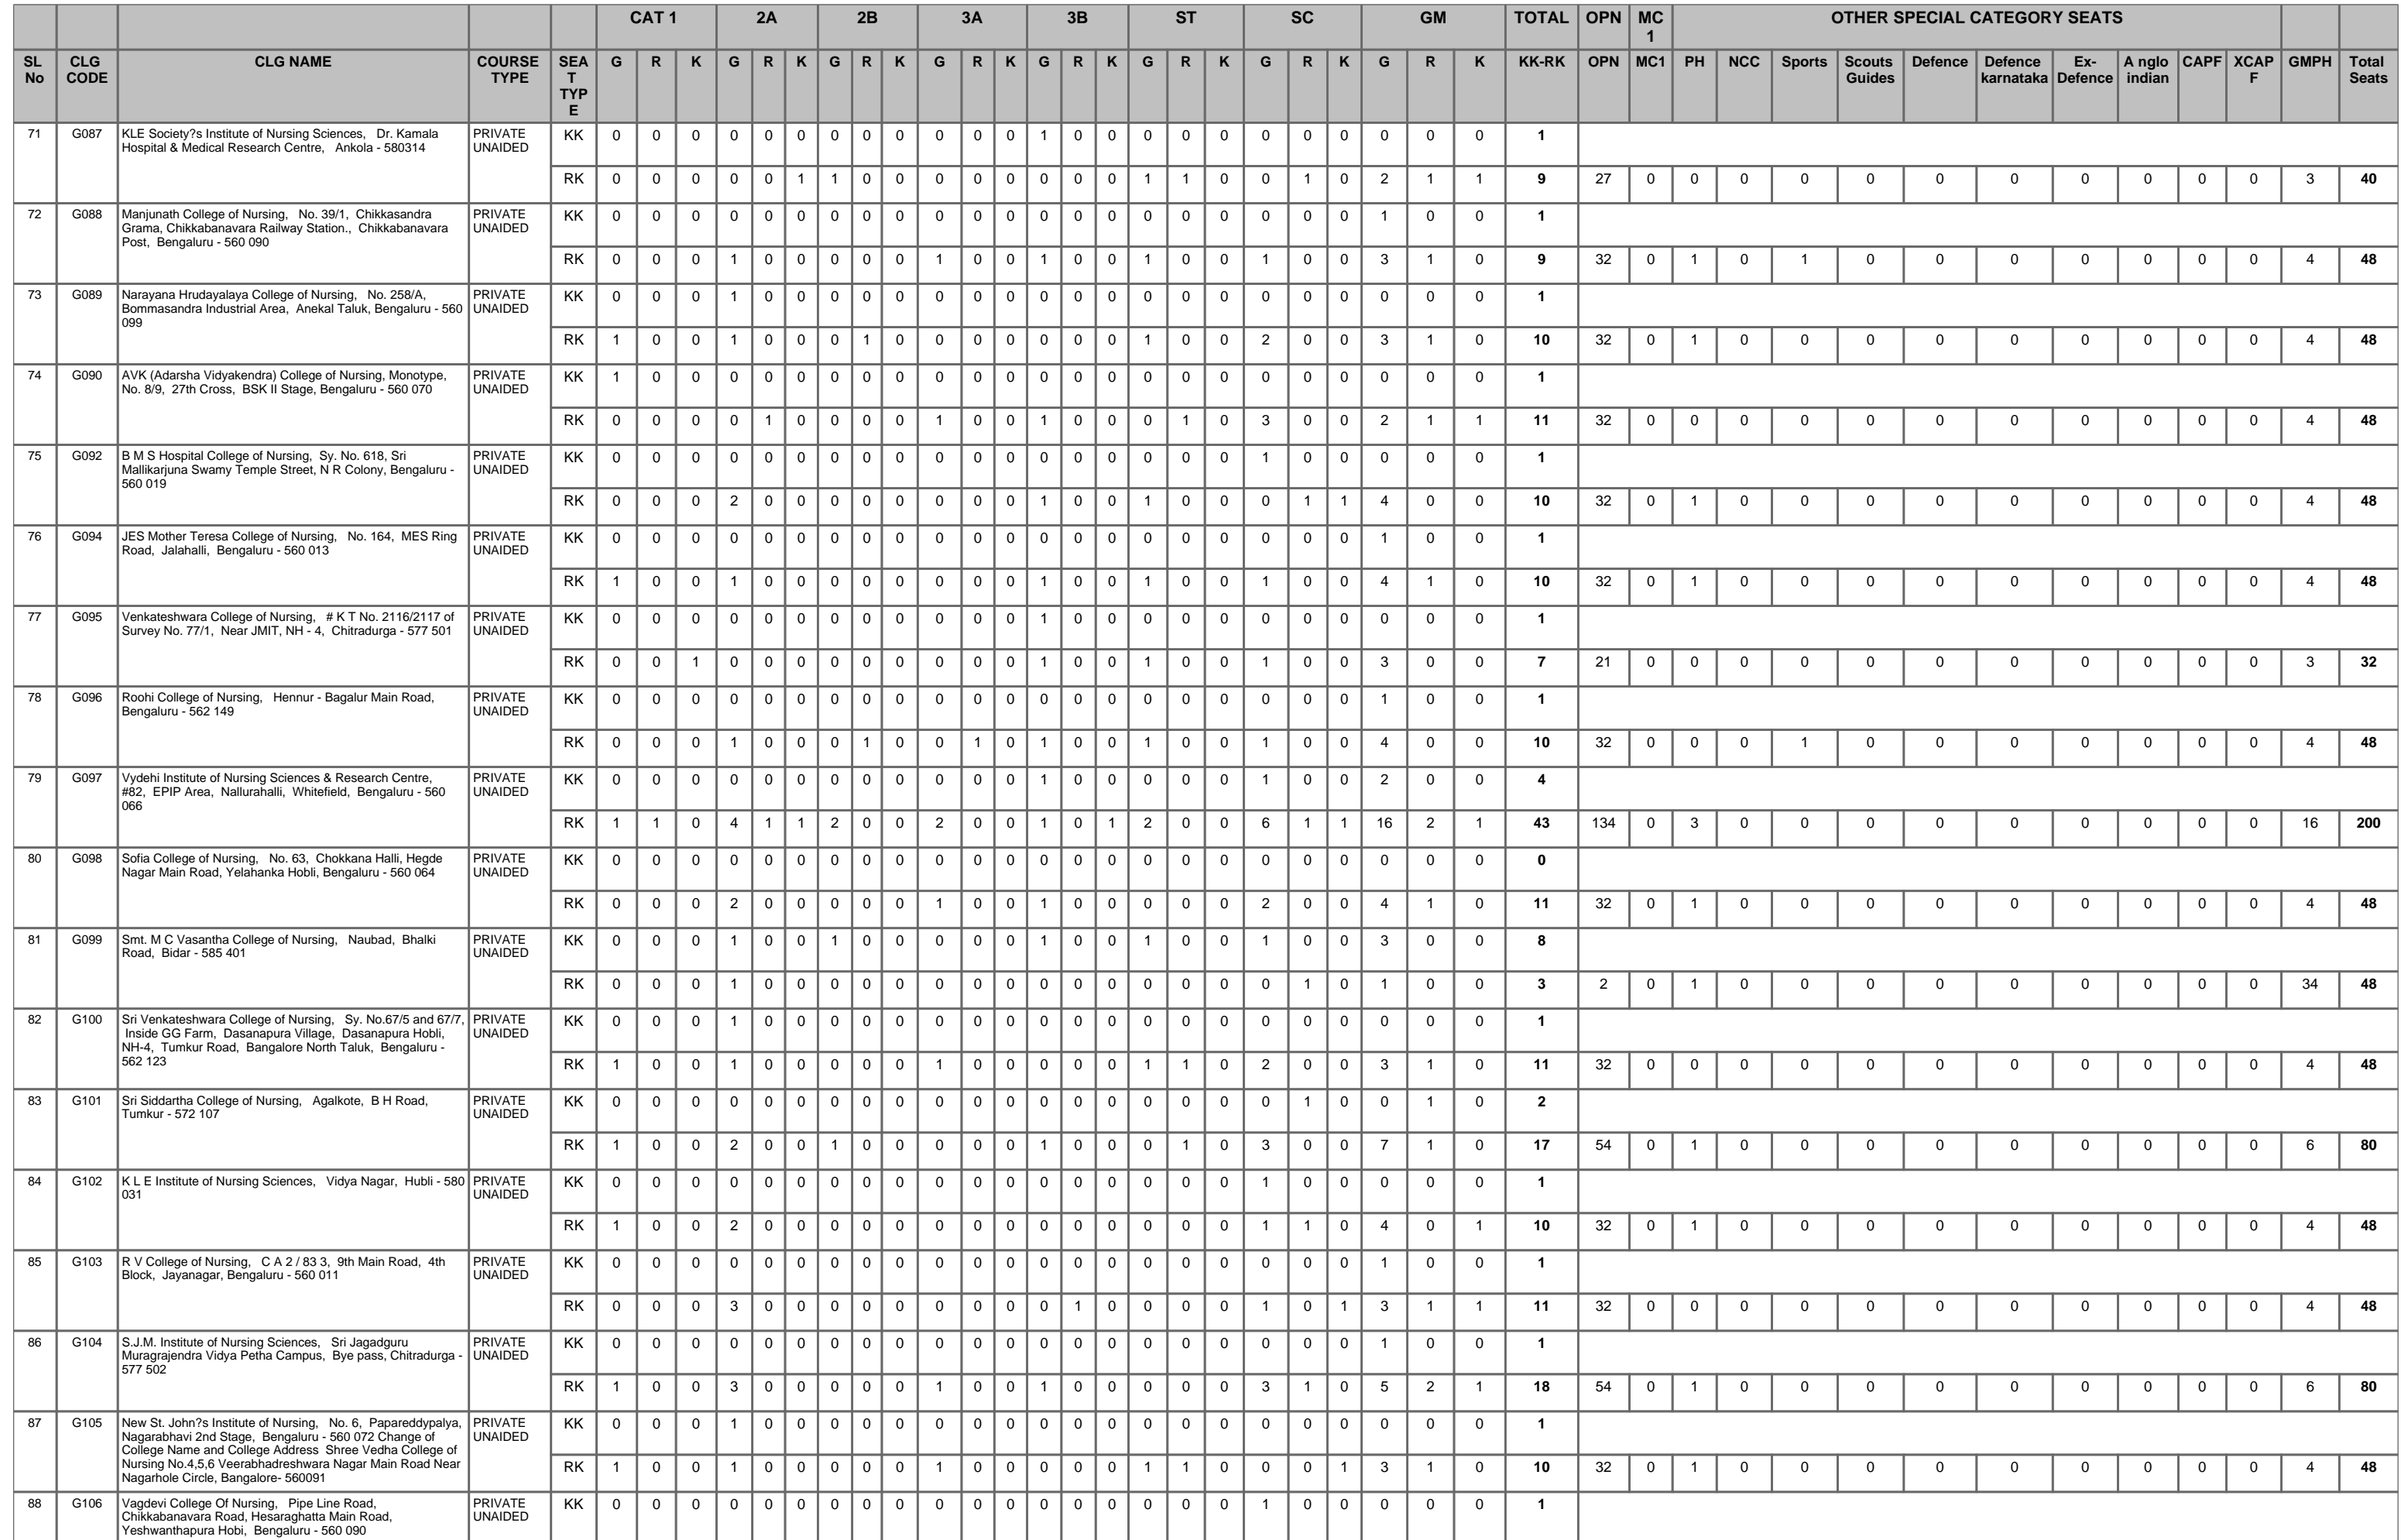 CAT 1 2A 2B 3A 3B ST SC GM TOTAL OPN MC 1 OTHER SPECIAL CATEGORY SEATS
SL No CLG CODE CLG NAME COURSE TYPE SEA T TYP E G R K G R K G R K G R K G R K G R K G R K G R K KK-RK OPN MC1 PH NCC Sports Scouts Guides Defence Defence karnataka Ex-Defence A nglo indian CAPF XCAP F GMPH Total Seats
71 G087 KLE Society?s Institute of Nursing Sciences, Dr. Kamala PRIVATE KK 0 0 0 0 0 0 0 0 0 0 0 0 1 0 0 0 0 0 0 0 0 0 0 0 1
Hospital & Medical Research Centre, Ankola - 580314 UNAIDED
RK 0 0 0 0 0 1 1 0 0 0 0 0 0 0 0 1 1 0 0 1 0 2 1 1 9 27 0 0 0 0 0 0 0 0 0 0 0 3 40
72 G088 Manjunath College of Nursing, No. 39/1, Chikkasandra PRIVATE KK 0 0 0 0 0 0 0 0 0 0 0 0 0 0 0 0 0 0 0 0 0 1 0 0 1
Grama, Chikkabanavara Railway Station., Chikkabanavara UNAIDED
Post, Bengaluru - 560 090
RK 0 0 0 1 0 0 0 0 0 1 0 0 1 0 0 1 0 0 1 0 0 3 1 0 9 32 0 1 0 1 0 0 0 0 0 0 0 4 48
73 G089 Narayana Hrudayalaya College of Nursing, No. 258/A, PRIVATE KK 0 0 0 1 0 0 0 0 0 0 0 0 0 0 0 0 0 0 0 0 0 0 0 0 1
Bommasandra Industrial Area, Anekal Taluk, Bengaluru - 560 UNAIDED
099
RK 1 0 0 1 0 0 0 1 0 0 0 0 0 0 0 1 0 0 2 0 0 3 1 0 10 32 0 1 0 0 0 0 0 0 0 0 0 4 48
74 G090 AVK (Adarsha Vidyakendra) College of Nursing, Monotype, PRIVATE KK 1 0 0 0 0 0 0 0 0 0 0 0 0 0 0 0 0 0 0 0 0 0 0 0 1
No. 8/9, 27th Cross, BSK II Stage, Bengaluru - 560 070 UNAIDED
RK 0 0 0 0 1 0 0 0 0 1 0 0 1 0 0 0 1 0 3 0 0 2 1 1 11 32 0 0 0 0 0 0 0 0 0 0 0 4 48
75 G092 B M S Hospital College of Nursing, Sy. No. 618, Sri PRIVATE KK 0 0 0 0 0 0 0 0 0 0 0 0 0 0 0 0 0 0 1 0 0 0 0 0 1
Mallikarjuna Swamy Temple Street, N R Colony, Bengaluru - UNAIDED
560 019
RK 0 0 0 2 0 0 0 0 0 0 0 0 1 0 0 1 0 0 0 1 1 4 0 0 10 32 0 1 0 0 0 0 0 0 0 0 0 4 48
76 G094 JES Mother Teresa College of Nursing, No. 164, MES Ring PRIVATE KK 0 0 0 0 0 0 0 0 0 0 0 0 0 0 0 0 0 0 0 0 0 1 0 0 1
Road, Jalahalli, Bengaluru - 560 013 UNAIDED
RK 1 0 0 1 0 0 0 0 0 0 0 0 1 0 0 1 0 0 1 0 0 4 1 0 10 32 0 1 0 0 0 0 0 0 0 0 0 4 48
77 G095 Venkateshwara College of Nursing, # K T No. 2116/2117 of PRIVATE KK 0 0 0 0 0 0 0 0 0 0 0 0 1 0 0 0 0 0 0 0 0 0 0 0 1
Survey No. 77/1, Near JMIT, NH - 4, Chitradurga - 577 501 UNAIDED
RK 0 0 1 0 0 0 0 0 0 0 0 0 1 0 0 1 0 0 1 0 0 3 0 0 7 21 0 0 0 0 0 0 0 0 0 0 0 3 32
78 G096 Roohi College of Nursing, Hennur - Bagalur Main Road, PRIVATE KK 0 0 0 0 0 0 0 0 0 0 0 0 0 0 0 0 0 0 0 0 0 1 0 0 1
Bengaluru - 562 149 UNAIDED
RK 0 0 0 1 0 0 0 1 0 0 1 0 1 0 0 1 0 0 1 0 0 4 0 0 10 32 0 0 0 1 0 0 0 0 0 0 0 4 48
79 G097 Vydehi Institute of Nursing Sciences & Research Centre, PRIVATE KK 0 0 0 0 0 0 0 0 0 0 0 0 1 0 0 0 0 0 1 0 0 2 0 0 4
#82, EPIP Area, Nallurahalli, Whitefield, Bengaluru - 560 UNAIDED
066
RK 1 1 0 4 1 1 2 0 0 2 0 0 1 0 1 2 0 0 6 1 1 16 2 1 43 134 0 3 0 0 0 0 0 0 0 0 0 16 200
80 G098 Sofia College of Nursing, No. 63, Chokkana Halli, Hegde PRIVATE KK 0 0 0 0 0 0 0 0 0 0 0 0 0 0 0 0 0 0 0 0 0 0 0 0 0
Nagar Main Road, Yelahanka Hobli, Bengaluru - 560 064 UNAIDED
RK 0 0 0 2 0 0 0 0 0 1 0 0 1 0 0 0 0 0 2 0 0 4 1 0 11 32 0 1 0 0 0 0 0 0 0 0 0 4 48
81 G099 Smt. M C Vasantha College of Nursing, Naubad, Bhalki PRIVATE KK 0 0 0 1 0 0 1 0 0 0 0 0 1 0 0 1 0 0 1 0 0 3 0 0 8
Road, Bidar - 585 401 UNAIDED
RK 0 0 0 1 0 0 0 0 0 0 0 0 0 0 0 0 0 0 0 1 0 1 0 0 3 2 0 1 0 0 0 0 0 0 0 0 0 34 48
82 G100 Sri Venkateshwara College of Nursing, Sy. No.67/5 and 67/7, PRIVATE KK 0 0 0 1 0 0 0 0 0 0 0 0 0 0 0 0 0 0 0 0 0 0 0 0 1
Inside GG Farm, Dasanapura Village, Dasanapura Hobli, UNAIDED
NH-4, Tumkur Road, Bangalore North Taluk, Bengaluru -
562 123
RK 1 0 0 1 0 0 0 0 0 1 0 0 0 0 0 1 1 0 2 0 0 3 1 0 11 32 0 0 0 0 0 0 0 0 0 0 0 4 48
83 G101 Sri Siddartha College of Nursing, Agalkote, B H Road, PRIVATE KK 0 0 0 0 0 0 0 0 0 0 0 0 0 0 0 0 0 0 0 1 0 0 1 0 2
Tumkur - 572 107 UNAIDED
RK 1 0 0 2 0 0 1 0 0 0 0 0 1 0 0 0 1 0 3 0 0 7 1 0 17 54 0 1 0 0 0 0 0 0 0 0 0 6 80
84 G102 K L E Institute of Nursing Sciences, Vidya Nagar, Hubli - 580 PRIVATE KK 0 0 0 0 0 0 0 0 0 0 0 0 0 0 0 0 0 0 1 0 0 0 0 0 1
031 UNAIDED
RK 1 0 0 2 0 0 0 0 0 0 0 0 0 0 0 0 0 0 1 1 0 4 0 1 10 32 0 1 0 0 0 0 0 0 0 0 0 4 48
85 G103 R V College of Nursing, C A 2 / 83 3, 9th Main Road, 4th PRIVATE KK 0 0 0 0 0 0 0 0 0 0 0 0 0 0 0 0 0 0 0 0 0 1 0 0 1
Block, Jayanagar, Bengaluru - 560 011 UNAIDED
RK 0 0 0 3 0 0 0 0 0 0 0 0 0 1 0 0 0 0 1 0 1 3 1 1 11 32 0 0 0 0 0 0 0 0 0 0 0 4 48
86 G104 S.J.M. Institute of Nursing Sciences, Sri Jagadguru PRIVATE KK 0 0 0 0 0 0 0 0 0 0 0 0 0 0 0 0 0 0 0 0 0 1 0 0 1
Muragrajendra Vidya Petha Campus, Bye pass, Chitradurga - UNAIDED
577 502
RK 1 0 0 3 0 0 0 0 0 1 0 0 1 0 0 0 0 0 3 1 0 5 2 1 18 54 0 1 0 0 0 0 0 0 0 0 0 6 80
87 G105 New St. John?s Institute of Nursing, No. 6, Papareddypalya, PRIVATE KK 0 0 0 1 0 0 0 0 0 0 0 0 0 0 0 0 0 0 0 0 0 0 0 0 1
Nagarabhavi 2nd Stage, Bengaluru - 560 072 Change of UNAIDED
College Name and College Address Shree Vedha College of
Nursing No.4,5,6 Veerabhadreshwara Nagar Main Road Near
Nagarhole Circle, Bangalore- 560091
RK 1 0 0 1 0 0 0 0 0 1 0 0 0 0 0 1 1 0 0 0 1 3 1 0 10 32 0 1 0 0 0 0 0 0 0 0 0 4 48
88 G106 Vagdevi College Of Nursing, Pipe Line Road, PRIVATE KK 0 0 0 0 0 0 0 0 0 0 0 0 0 0 0 0 0 0 1 0 0 0 0 0 1
Chikkabanavara Road, Hesaraghatta Main Road, UNAIDED
Yeshwanthapura Hobi, Bengaluru - 560 090